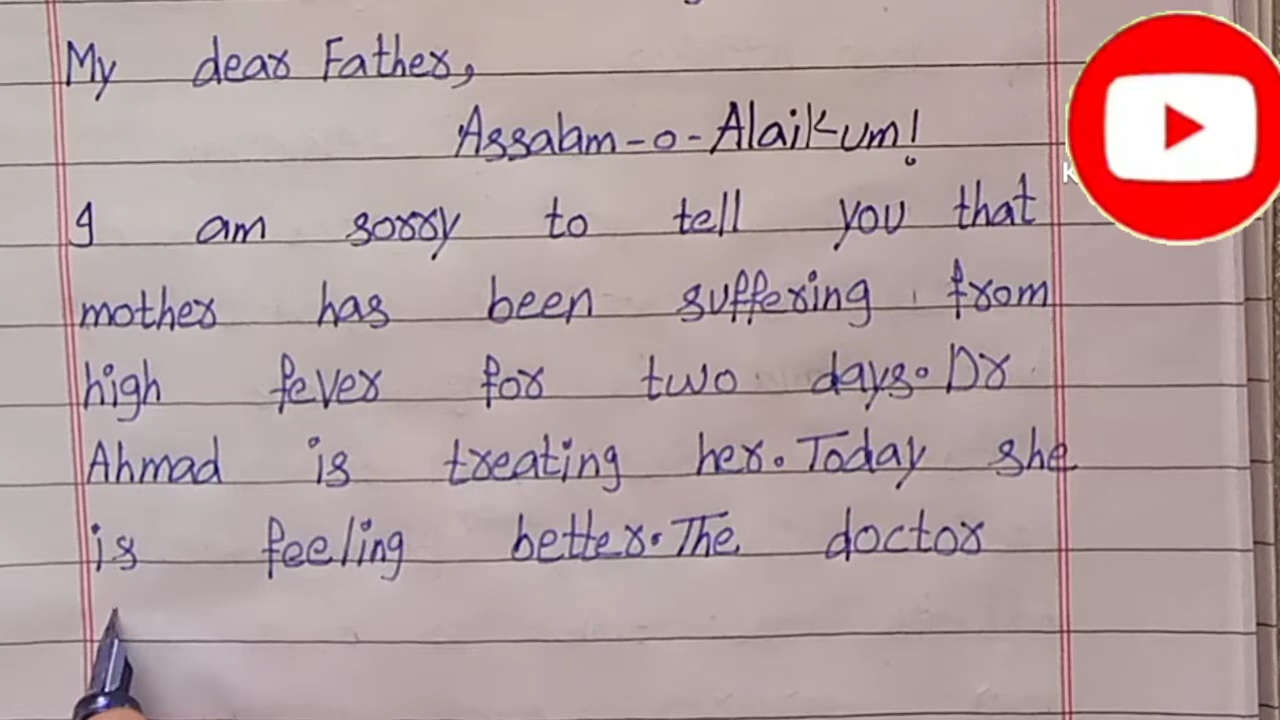 My dear Father,
Assalam-o-Alaikum!
I am sorry to tell you that
mother has been suffering from
high fever for two days. Dr
Ahmad is treating her. Today she
is feeling better. The doctor